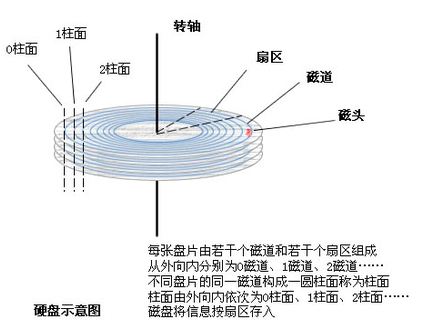 转轴
1柱面
0柱面
2柱面
扇区
磁道
磁头
每张盘片由若干个磁道和若干个扇区组成
从外向内分别为0磁道、1磁道、2磁道……
不同盘片的同一磁道构成一圆柱面称为柱面
柱面由外向内依次为0柱面、1柱面、2柱面……
磁盘将信息按扇区存入
硬盘示意图